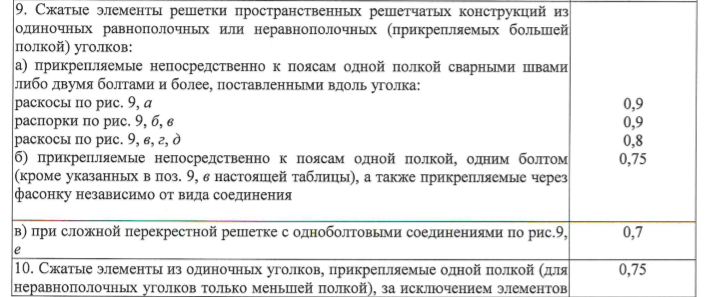 9. Сжатые элементы решетки пространственных решетчатых конструкций из
одиночных равнополочных или неравнополочных (прикрепляемых большей
полкой) уголков:
а) прикрепляемые непосредственно к поясам одной полкой сварными швами
либо двумя болтами и более, поставленными вдоль уголка:
раскосы по рис. 9, а 0,9
распорки по рис. 9, б, в 0,9
раскосы по рис. 9, в, г, д 0,8
б) прикрепляемые непосредственно к поясам одной полкой, одним болтом 0,75
(кроме указанных в поз. 9, в настоящей таблицы), а также прикрепляемые через
фасонку независимо от вида соединения
в) при сложной перекрестной решетке с одноболтовыми соединениями по рис.9, 0,7
е
10. Сжатые элементы из одиночных уголков, прикрепляемые одной полкой (для 0,75
неравнополочных уголков только меньшей полкой), за исключением элементов